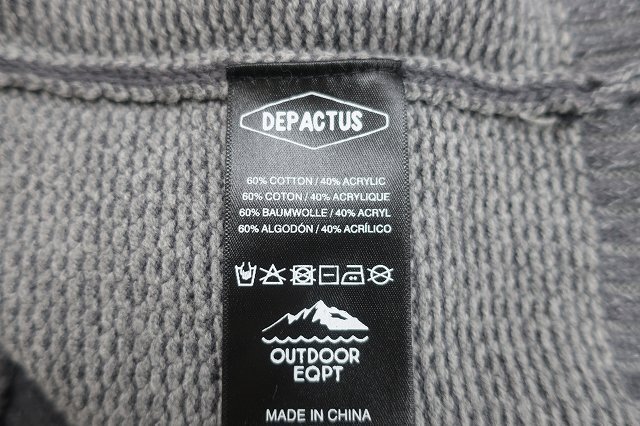 DEPACTUS
60% COTTON / 40% ACRYLIC
60% COTON / 40% ACRYLIQUE
60% BAUMWOLLE / 40% ACRYL
60% ALGODÓN / 40% ACRÍLICO
OUTDOOR
EQPT
MADE IN CHINA